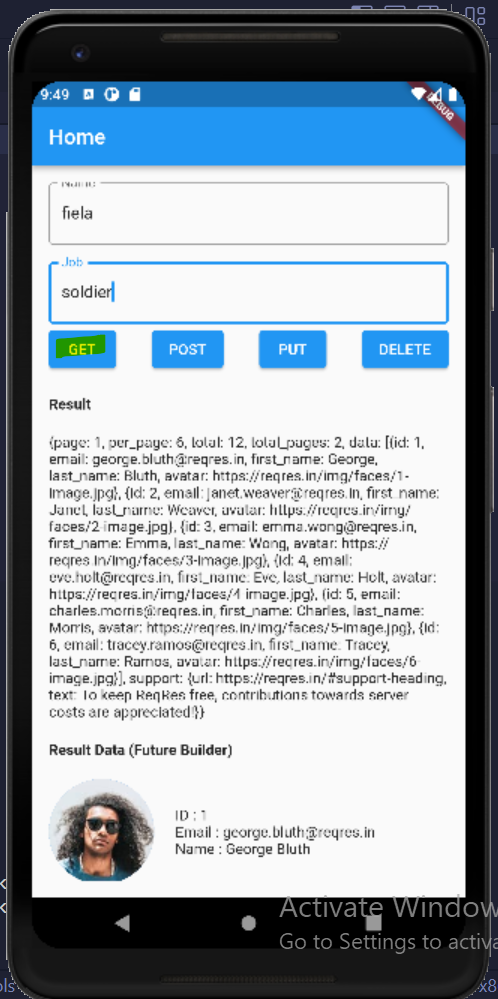 9:49
DEBUG
Home
Name
fiela
Job
soldier
GET POST PUT DELETE
Result
{page: 1, per_page: 6, total: 12, total_pages: 2, data: [{id: 1,
email: george.bluth@reqres.in, first_name: George,
last_name: Bluth, avatar: https://reqres.in/img/faces/1-
image.jpg}, {id: 2, email: janet.weaver@reqres.in, first_name:
Janet, last_name: Weaver, avatar: https://reqres.in/img/
faces/2-image.jpg}, {id: 3, email: emma.wong@reqres.in,
first_name: Emma, last_name: Wong, avatar: https://
reqres.in/img/faces/3-image.jpg}, {id: 4, email:
eve.holt@reqres.in, first_name: Eve, last_name: Holt, avatar:
https://reqres.in/img/faces/4-image.jpg}, {id: 5, email:
charles.morris@reqres.in, first_name: Charles, last_name:
Morris, avatar: https://reqres.in/img/faces/5-image.jpg}, {id:
6, email: tracey.ramos@reqres.in, first_name: Tracey,
last_name: Ramos, avatar: https://reqres.in/img/faces/6-
image.jpg}], support: {url: https://reqres.in/#support-heading,
text: To keep ReqRes free, contributions towards server
costs are appreciated!}}
Result Data (Future Builder)
ID : 1
Email : george.bluth@reqres.in
Name : George Bluth
Activate Window
Go to Settings to activa
ols
x8